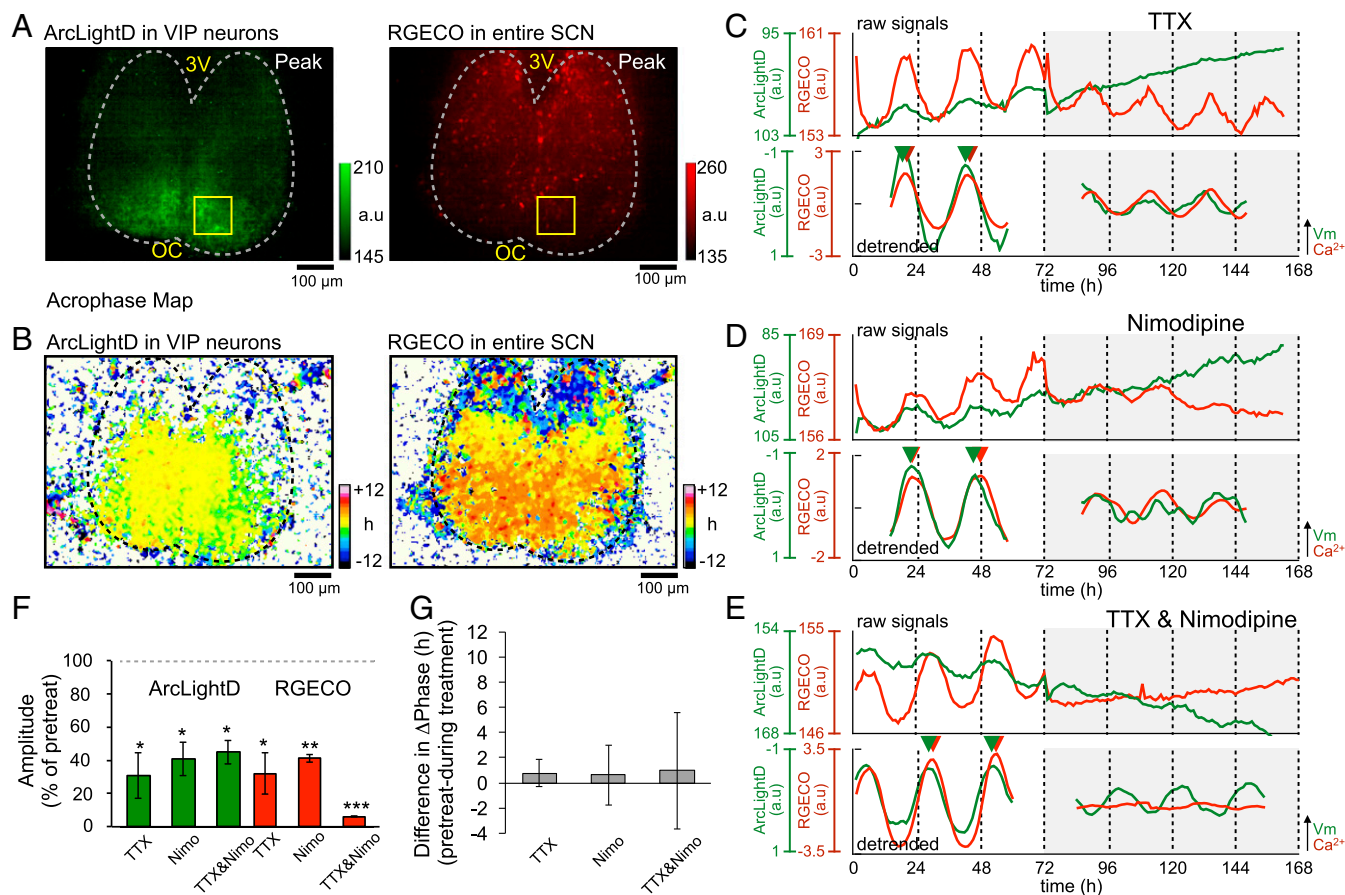 A
ArcLightD in VIP neurons
3V
Peak
OC
210
a.u
145
100 μm
RGECO in entire SCN
3V
Peak
OC
260
a.u
135
100 μm
Acrophase Map
B
ArcLightD in VIP neurons
+12
h
-12
100 μm
RGECO in entire SCN
+12
h
-12
100 μm
C
raw signals
TTX
95
ArcLightD
(a.u)
103
161
RGECO
(a.u)
153
-1
ArcLightD
(a.u)
1
3
RGECO
(a.u)
-3
detrended
Vm
Ca2+
0 24 48 72 96 120 144 168
time (h)
D
raw signals
Nimodipine
85
ArcLightD
(a.u)
105
169
RGECO
(a.u)
156
-1
ArcLightD
(a.u)
1
2
RGECO
(a.u)
-2
detrended
Vm
Ca2+
0 24 48 72 96 120 144 168
time (h)
E
raw signals
TTX & Nimodipine
154
ArcLightD
(a.u)
168
155
RGECO
(a.u)
146
-1
ArcLightD
(a.u)
1
3.5
RGECO
(a.u)
-3.5
detrended
Vm
Ca2+
0 24 48 72 96 120 144 168
time (h)
F
Amplitude
(% of pretreat)
100
80
60
40
20
0
ArcLightD
RGECO
* * * * ** ***
TTX Nimo TTX&Nimo TTX Nimo TTX&Nimo
G
Difference in ΔPhase (h)
(pretreat-during treatment)
12
10
8
6
4
2
0
-2
-4
TTX Nimo TTX&Nimo